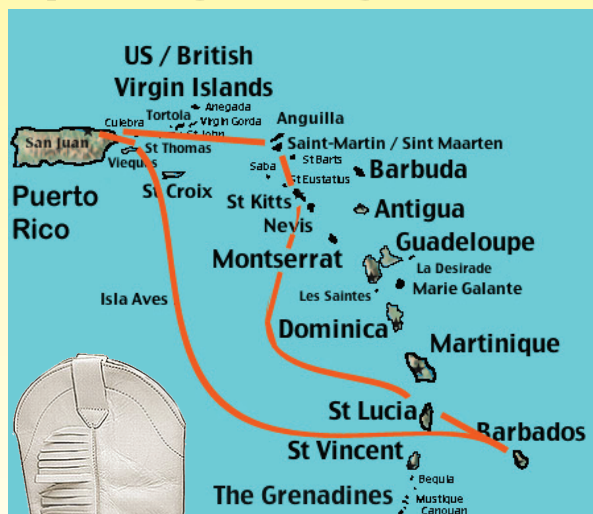 US / British
Virgin Islands
Anegada
Culebra
Tortola
Virgin Gorda
St John
Anguilla
San Juan
Saint-Martin / Sint Maarten
St Thomas
St Barts
Vieques
Saba
Barbuda
St Eustatius
St Croix
Puerto
Rico
St Kitts
Antigua
Nevis
Guadeloupe
Montserrat
La Desirade
Isla Aves
Les Saintes
Marie Galante
Dominica
Martinique
St Lucia
Barbados
St Vincent
Bequia
The Grenadines
Mustique
Canouan